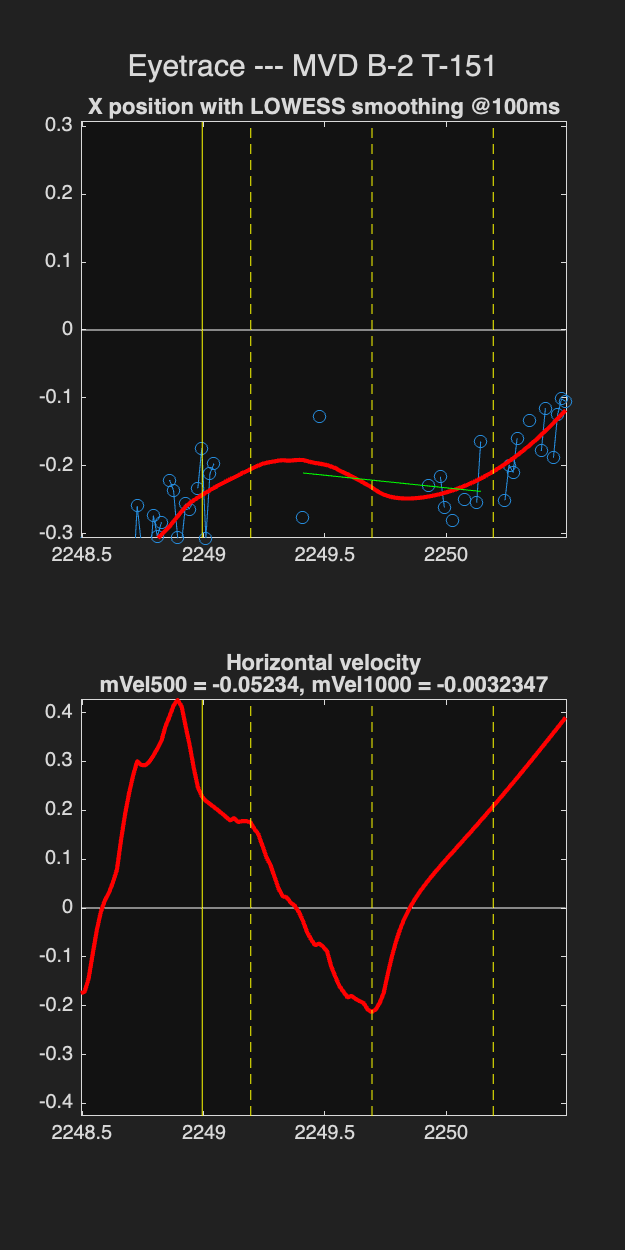 Eyetrace --- MVD B-2 T-151
X position with LOWESS smoothing @100ms
0.3
0.2
0.1
0
-0.1
-0.2
-0.3
2248.5 2249 2249.5 2250
Horizontal velocity
mVel500 = -0.05234, mVel1000 = -0.0032347
0.4
0.3
0.2
0.1
0
-0.1
-0.2
-0.3
-0.4
2248.5 2249 2249.5 2250